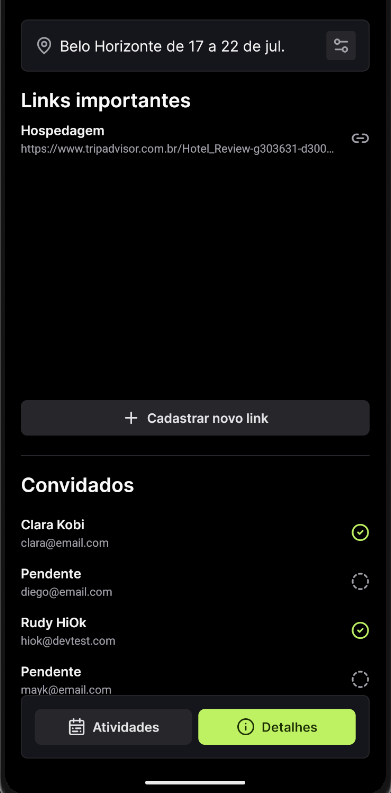 Belo Horizonte de 17 a 22 de jul.
Links importantes
Hospedagem
https://www.tripadvisor.com.br/Hotel_Review-g303631-d300...
Cadastrar novo link
Convidados
Clara Kobi
clara@email.com
Pendente
diego@email.com
Rudy HiOk
hiok@devtest.com
Pendente
mayk@email.com
Atividades
Detalhes